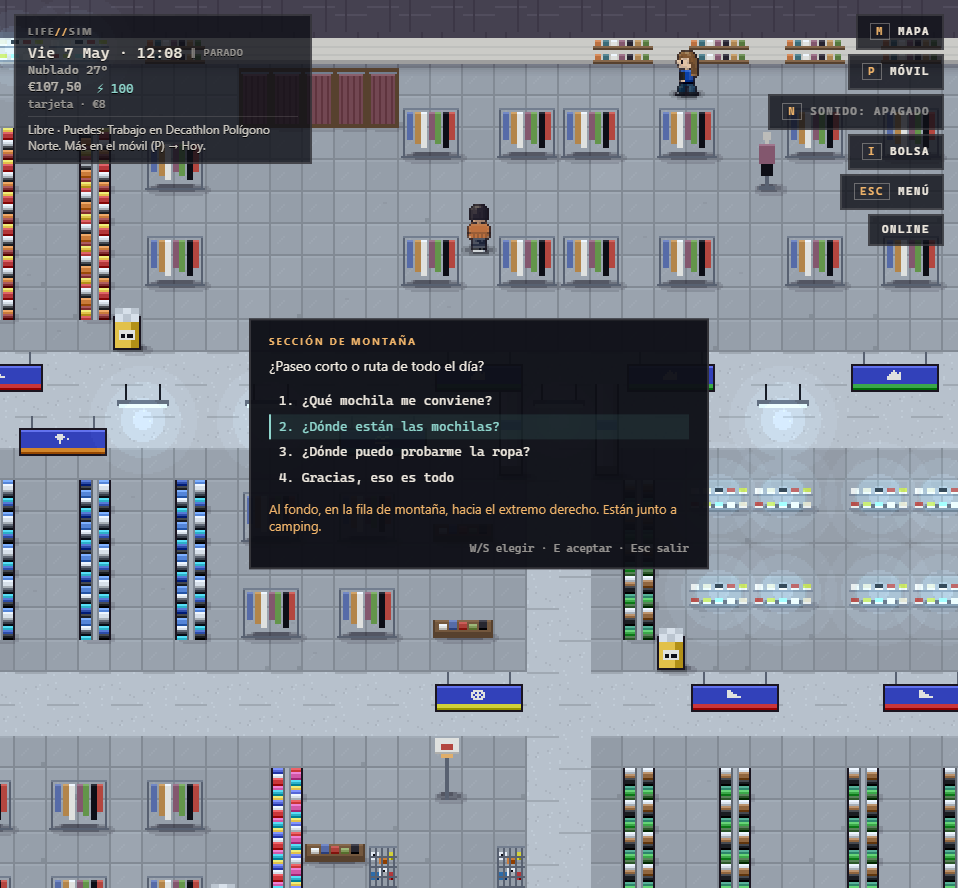 LIFE//SIM
Vie 7 May · 12:08 ‖ PARADO
Nublado 27º
€107,50 ⚡ 100
tarjeta · €8
Libre · Puedes: Trabajo en Decathlon Polígono
Norte. Más en el móvil (P) → Hoy.
M MAPA
P MÓVIL
N SONIDO: APAGADO
I BOLSA
ESC MENÚ
ONLINE
SECCIÓN DE MONTAÑA
¿Paseo corto o ruta de todo el día?
1. ¿Qué mochila me conviene?
2. ¿Dónde están las mochilas?
3. ¿Dónde puedo probarme la ropa?
4. Gracias, eso es todo
Al fondo, en la fila de montaña, hacia el extremo derecho. Están junto a
camping.
W/S elegir · E aceptar · Esc salir